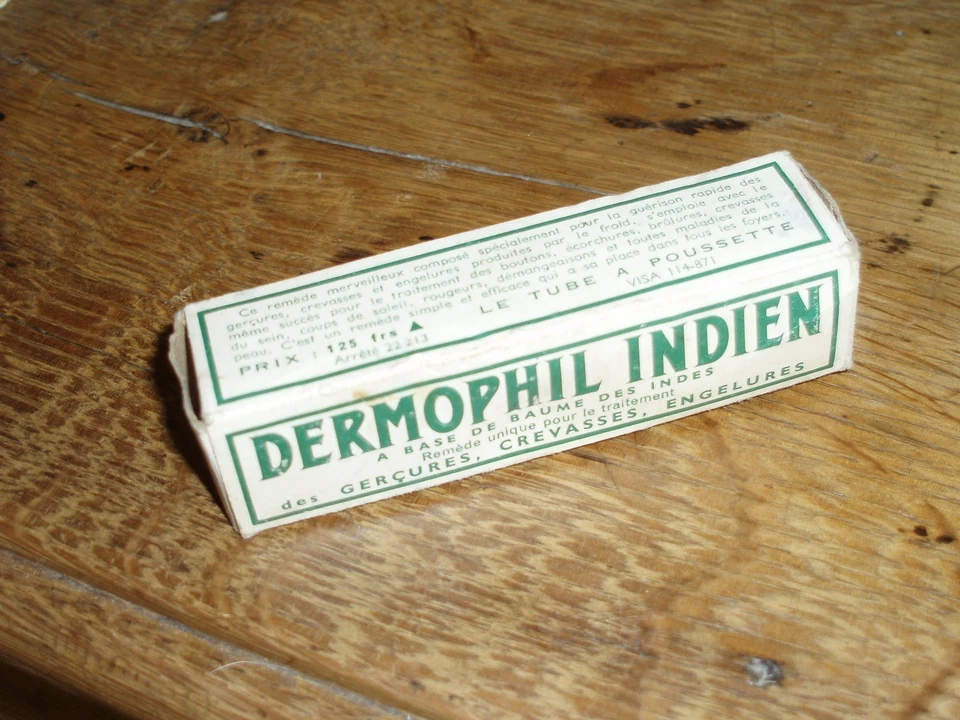 Ce remède merveilleux composé spécialement pour la guérison rapide des
gerçures, crevasses et engelures produites par le froid, s'emploie avec le
même succès pour le traitement des boutons, écorchures, brûlures, crevasses
du sein, coups de soleil, rougeurs, démangeaisons et toutes maladies de la
peau. C'est un remède simple et efficace qui a sa place dans tous les foyers.
PRIX : 125 frs ▲ LE TUBE A POUSSETTE
Arrêté 22 213 VISA 114-871
DERMOPHIL INDIEN
A BASE DE BAUME DES INDES
Remède unique pour le traitement
des GERÇURES, CREVASSES, ENGELURES